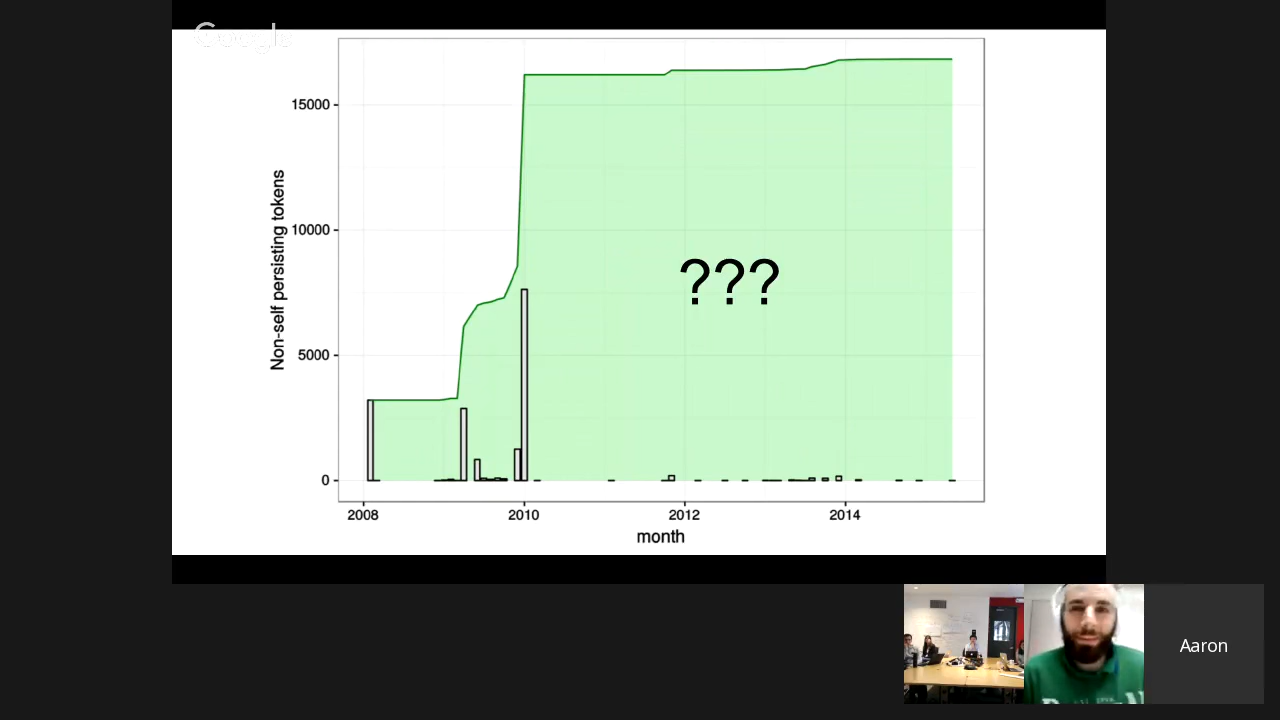 Google
15000
10000
5000
0
Non-self persisting tokens
???
2008 2010 2012 2014
month
Aaron